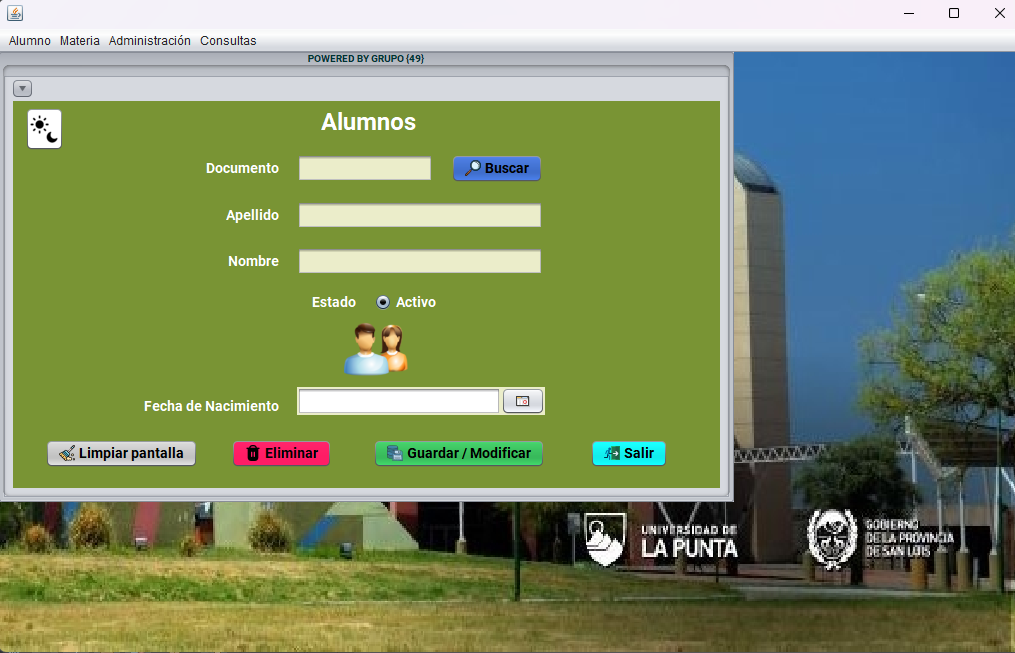 Alumno Materia Administración Consultas
POWERED BY GRUPO (49)
Alumnos
Documento
Buscar
Apellido
Nombre
Estado Activo
Fecha de Nacimiento
Limpiar pantalla Eliminar Guardar / Modificar Salir
UNIVERSIDAD DE
LA PUNTA
GOBIERNO
DE LA PROVINCIA
DE SAN LUIS